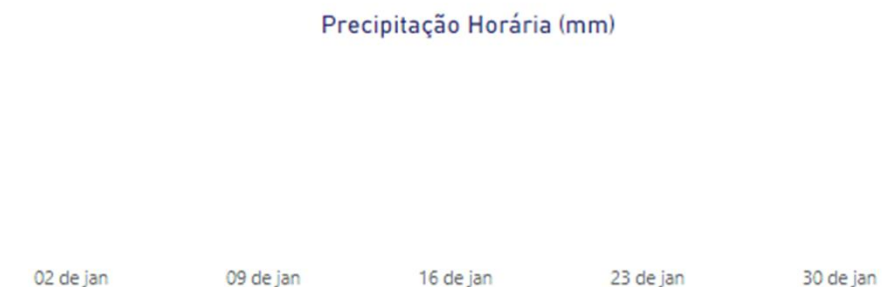 Precipitação Horária (mm)
02 de jan 09 de jan 16 de jan 23 de jan 30 de jan